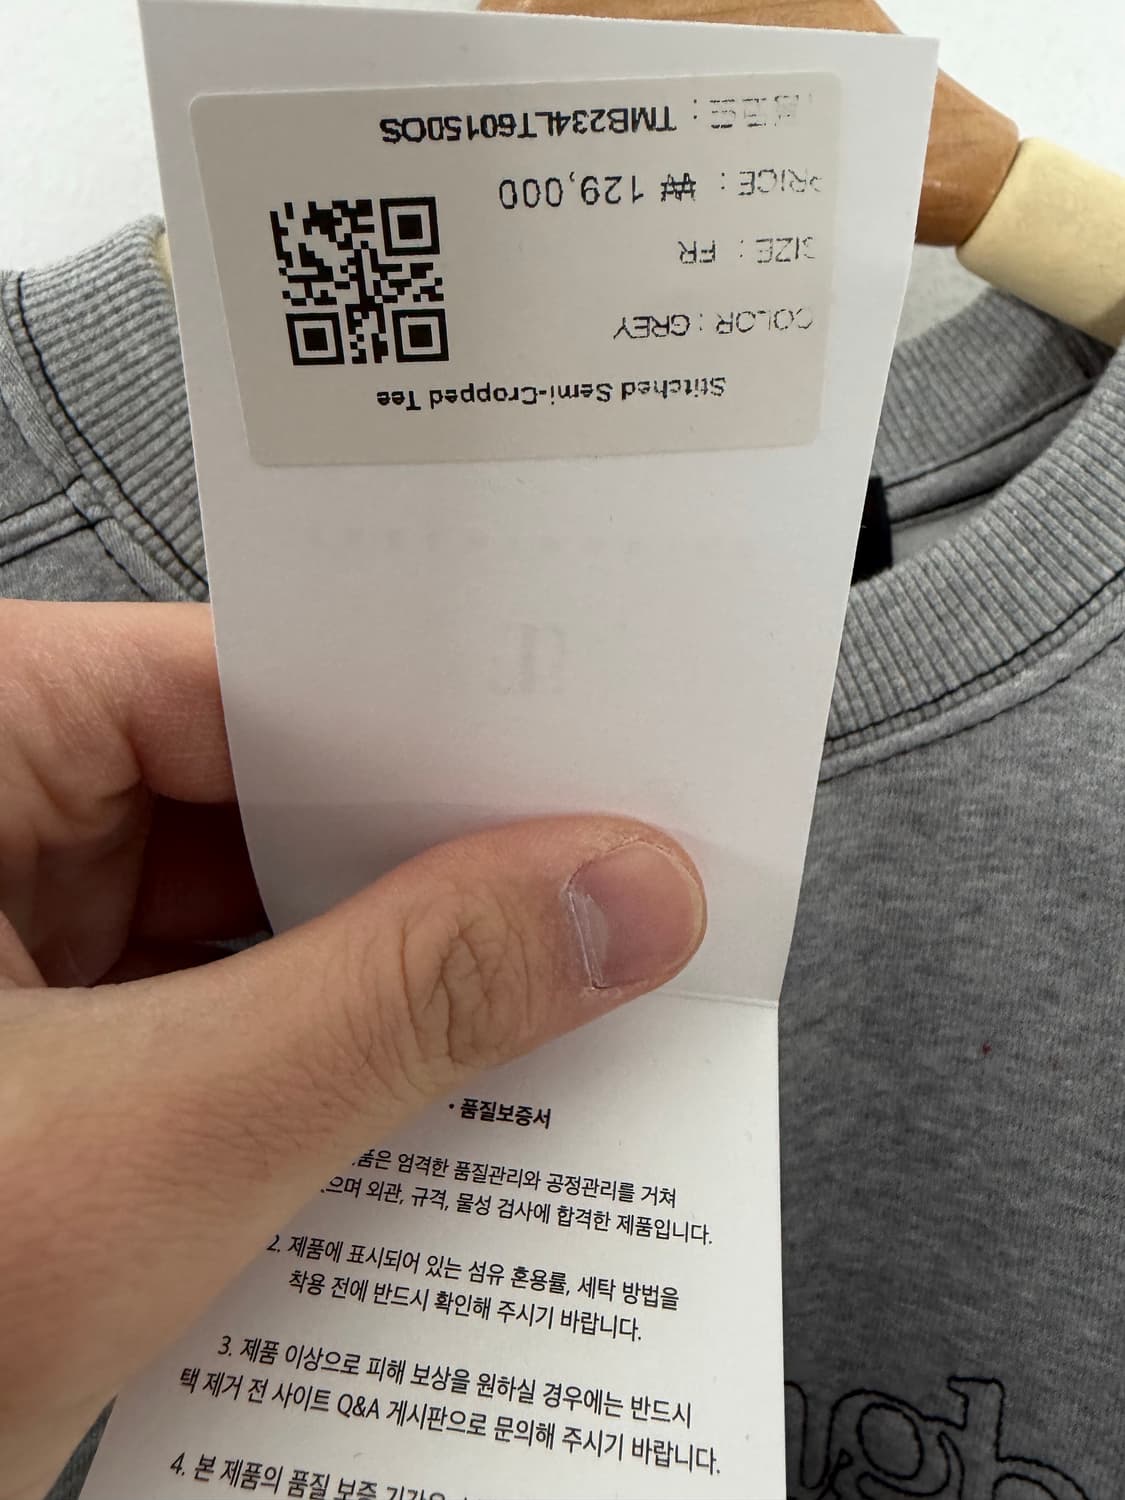 Stitched Semi-Cropped Tee
COLOR : GREY
SIZE : FR
PRICE : ₩ 129,000
: TMB234LT60150OS
• 품질보증서
엄격한 품질관리와 공정관리를 거쳐
외관, 규격, 물성 검사에 합격한 제품입니다.
2. 제품에 표시되어 있는 섬유 혼용률, 세탁 방법을
착용 전에 반드시 확인해 주시기 바랍니다.
3. 제품 이상으로 피해 보상을 원하실 경우에는 반드시
택 제거 전 사이트 Q&A 게시판으로 문의해 주시기 바랍니다.
4. 본 제품의 품질 보증 기간은